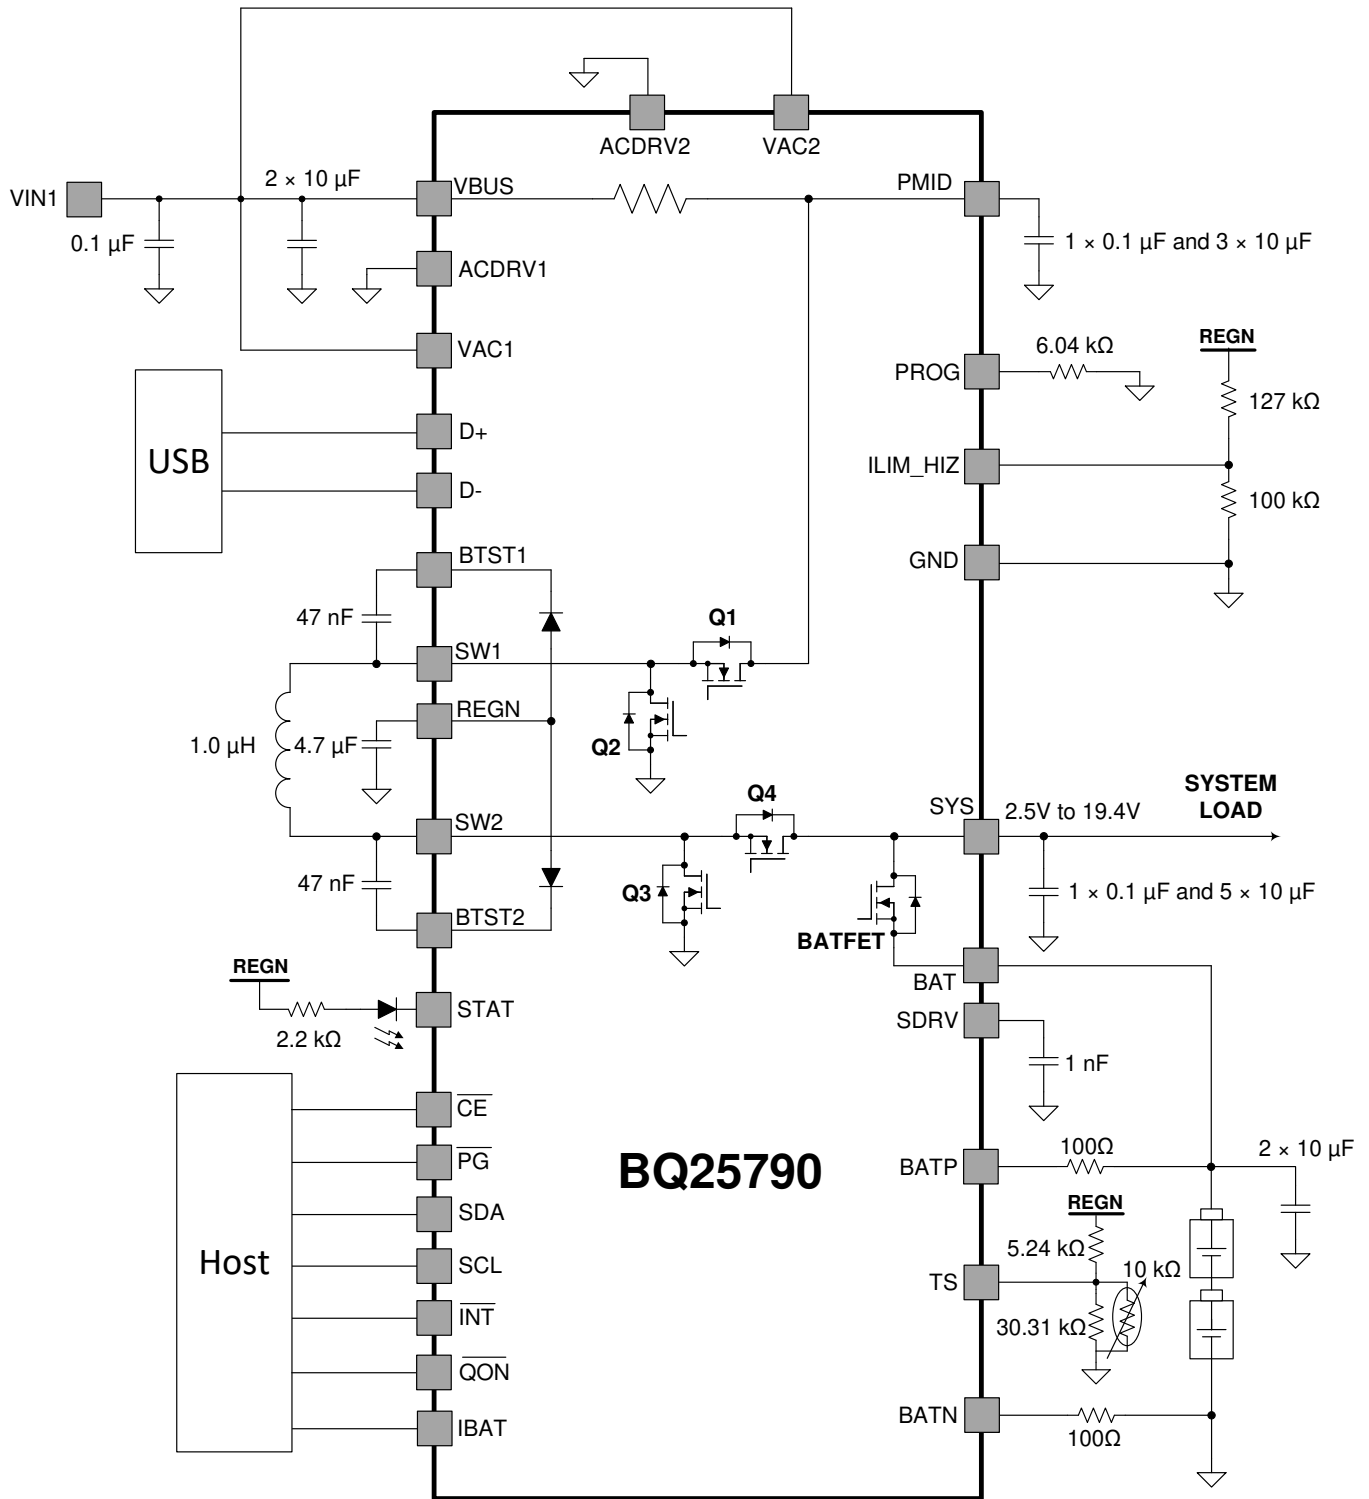 ACDRV2
VAC2
VIN1
2 × 10 µF
VBUS
PMID
0.1 µF
1 × 0.1 µF and 3 × 10 µF
ACDRV1
VAC1
6.04 kΩ
REGN
PROG
127 kΩ
USB
D+
ILIM_HIZ
D-
100 kΩ
BTST1
GND
47 nF
Q1
SW1
REGN
1.0 µH
4.7 µF
Q2
Q4
SYS
2.5V to 19.4V
SYSTEM
LOAD
SW2
47 nF
Q3
1 × 0.1 µF and 5 × 10 µF
BTST2
BATFET
REGN
BAT
STAT
SDRV
2.2 kΩ
1 nF
CE
PG
BQ25790
BATP
100Ω
2 × 10 µF
SDA
REGN
5.24 kΩ
Host
SCL
TS
10 kΩ
INT
30.31 kΩ
QON
IBAT
BATN
100Ω